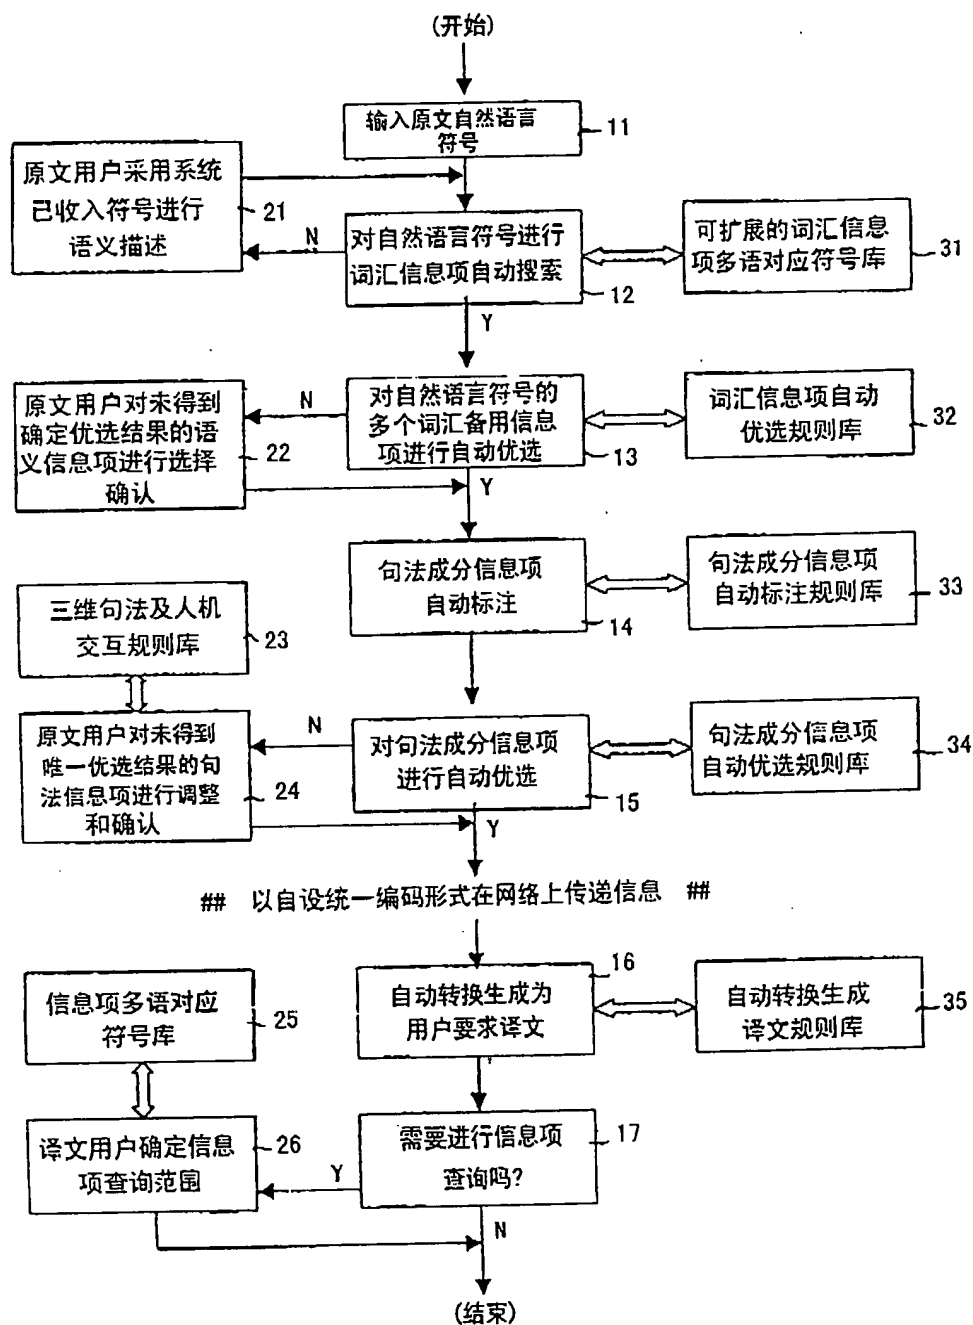 (开始)
输入原文自然语言
符号
11
原文用户采用系统
已收入符号进行
语义描述
21
N
对自然语言符号进行
词汇信息项自动搜索
12
可扩展的词汇信息
项多语对应符号库
31
Y
原文用户对未得到
确定优选结果的语
义信息项进行选择
确认
22
N
对自然语言符号的
多个词汇备用信息
项进行自动优选
13
词汇信息项自动
优选规则库
32
Y
句法成分信息项
自动标注
14
句法成分信息项
自动标注规则库
33
三维句法及人机
交互规则库
23
原文用户对未得到
唯一优选结果的句
法信息项进行调整
和确认
24
N
对句法成分信息项
进行自动优选
15
句法成分信息项
自动优选规则库
34
Y
## 以自设统一编码形式在网络上传递信息 ##
信息项多语对应
符号库
25
自动转换生成为
用户要求译文
16
自动转换生成
译文规则库
35
译文用户确定信息
项查询范围
26
Y
需要进行信息项
查询吗?
17
N
(结束)